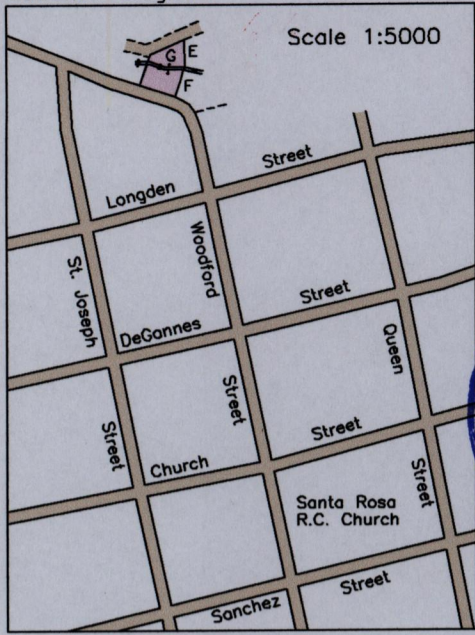 Scale 1:5000
G E
F
Street
Longden
Woodford
St. Joseph
Street
DeGannes
Queen
Street
Street
Street
Church
Street
Santa Rosa
R.C. Church
Street
Sanchez